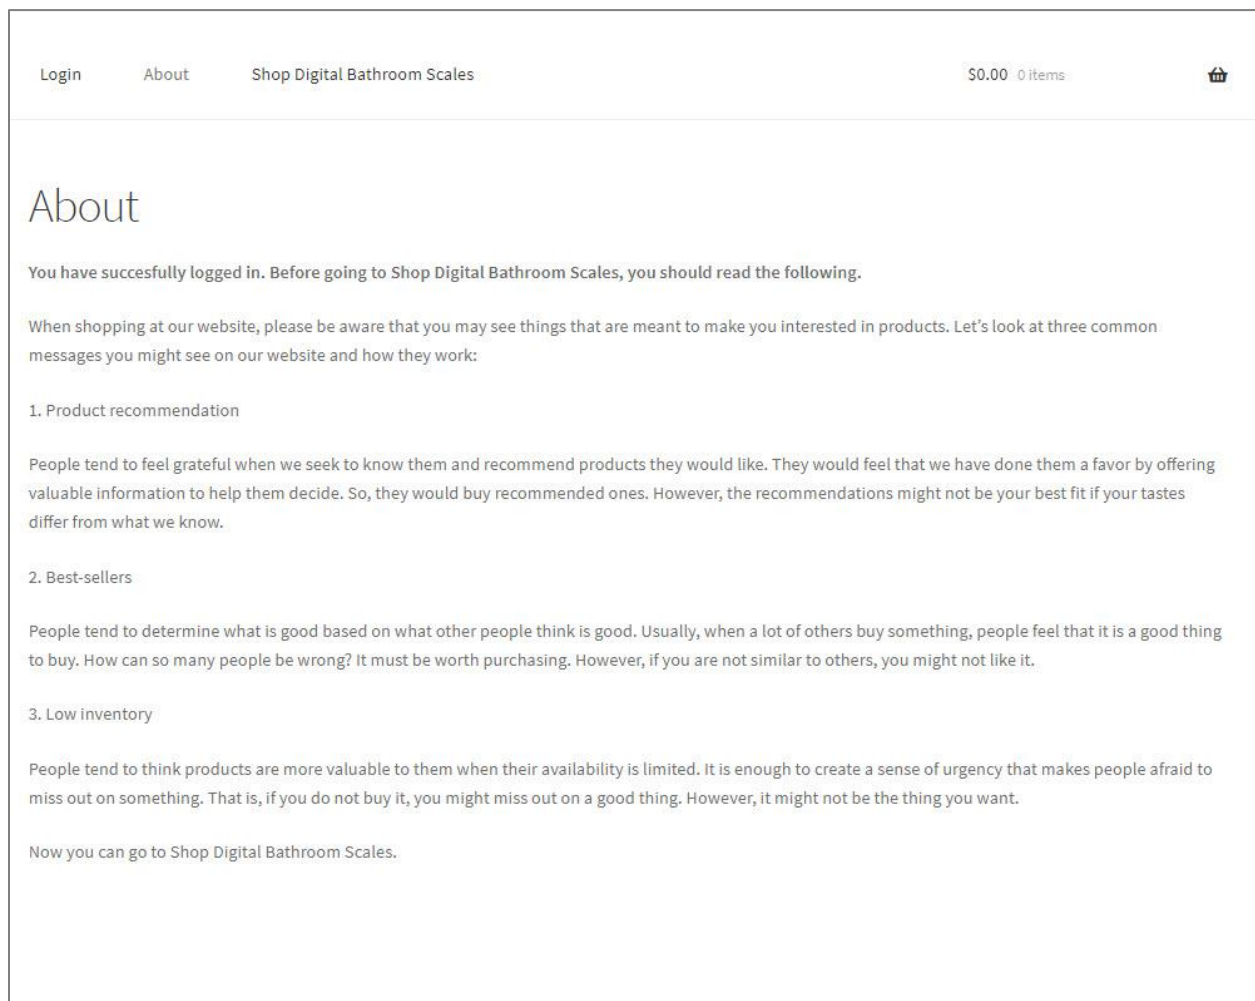 Login About Shop Digital Bathroom Scales $0.00 0 items
About
You have succesfully logged in. Before going to Shop Digital Bathroom Scales, you should read the following.
When shopping at our website, please be aware that you may see things that are meant to make you interested in products. Let’s look at three common
messages you might see on our website and how they work:
1. Product recommendation
People tend to feel grateful when we seek to know them and recommend products they would like. They would feel that we have done them a favor by offering
valuable information to help them decide. So, they would buy recommended ones. However, the recommendations might not be your best fit if your tastes
differ from what we know.
2. Best-sellers
People tend to determine what is good based on what other people think is good. Usually, when a lot of others buy something, people feel that it is a good thing
to buy. How can so many people be wrong? It must be worth purchasing. However, if you are not similar to others, you might not like it.
3. Low inventory
People tend to think products are more valuable to them when their availability is limited. It is enough to create a sense of urgency that makes people afraid to
miss out on something. That is, if you do not buy it, you might miss out on a good thing. However, it might not be the thing you want.
Now you can go to Shop Digital Bathroom Scales.